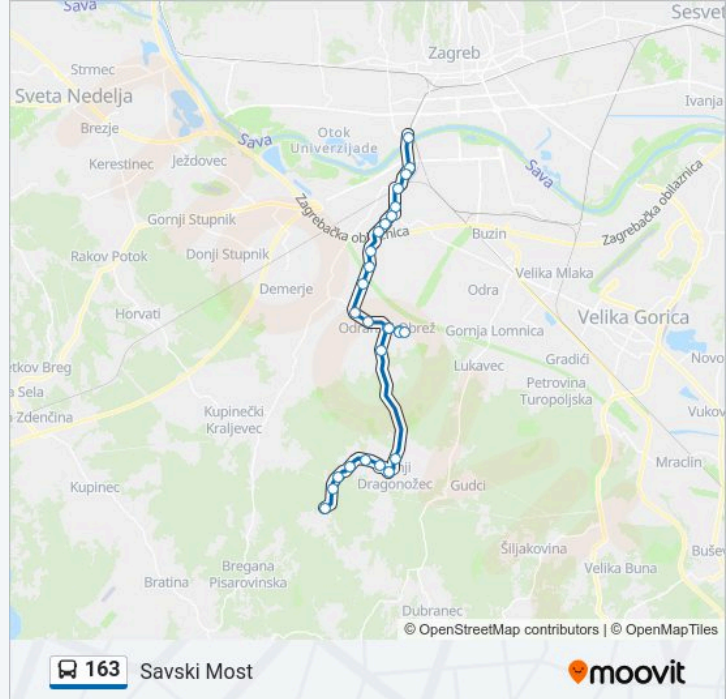 Sava
Sesvet
Zagreb
Strmec
Sveta Nedelja
Ivanja
Brezje
Otok
Univerzijade
Sava
Kerestinec
Ježdovec
Sava
Zagrebačka obilaznica
Gornji Stupnik
Zagrebačka obilaznica
Buzin
Rakov Potok
Donji Stupnik
Velika Mlaka
Demerje
Odra
Horvati
Velika Gorica
Gornja Lomnica
etkov Breg
Lukavec
Gradići
Novo
a Sela
Petrovina
Turopoljska
Zdenčina
Kupinečki
Kraljevec
Vukov
Mraclin
Dragonožec
Gudci
Kupinec
Šiljakovina
Buše
Bregana
Pisarovinska
Velika Buna
Bratina
Dubranec
© OpenStreetMap contributors | © OpenMapTiles
163 Savski Most
moovit